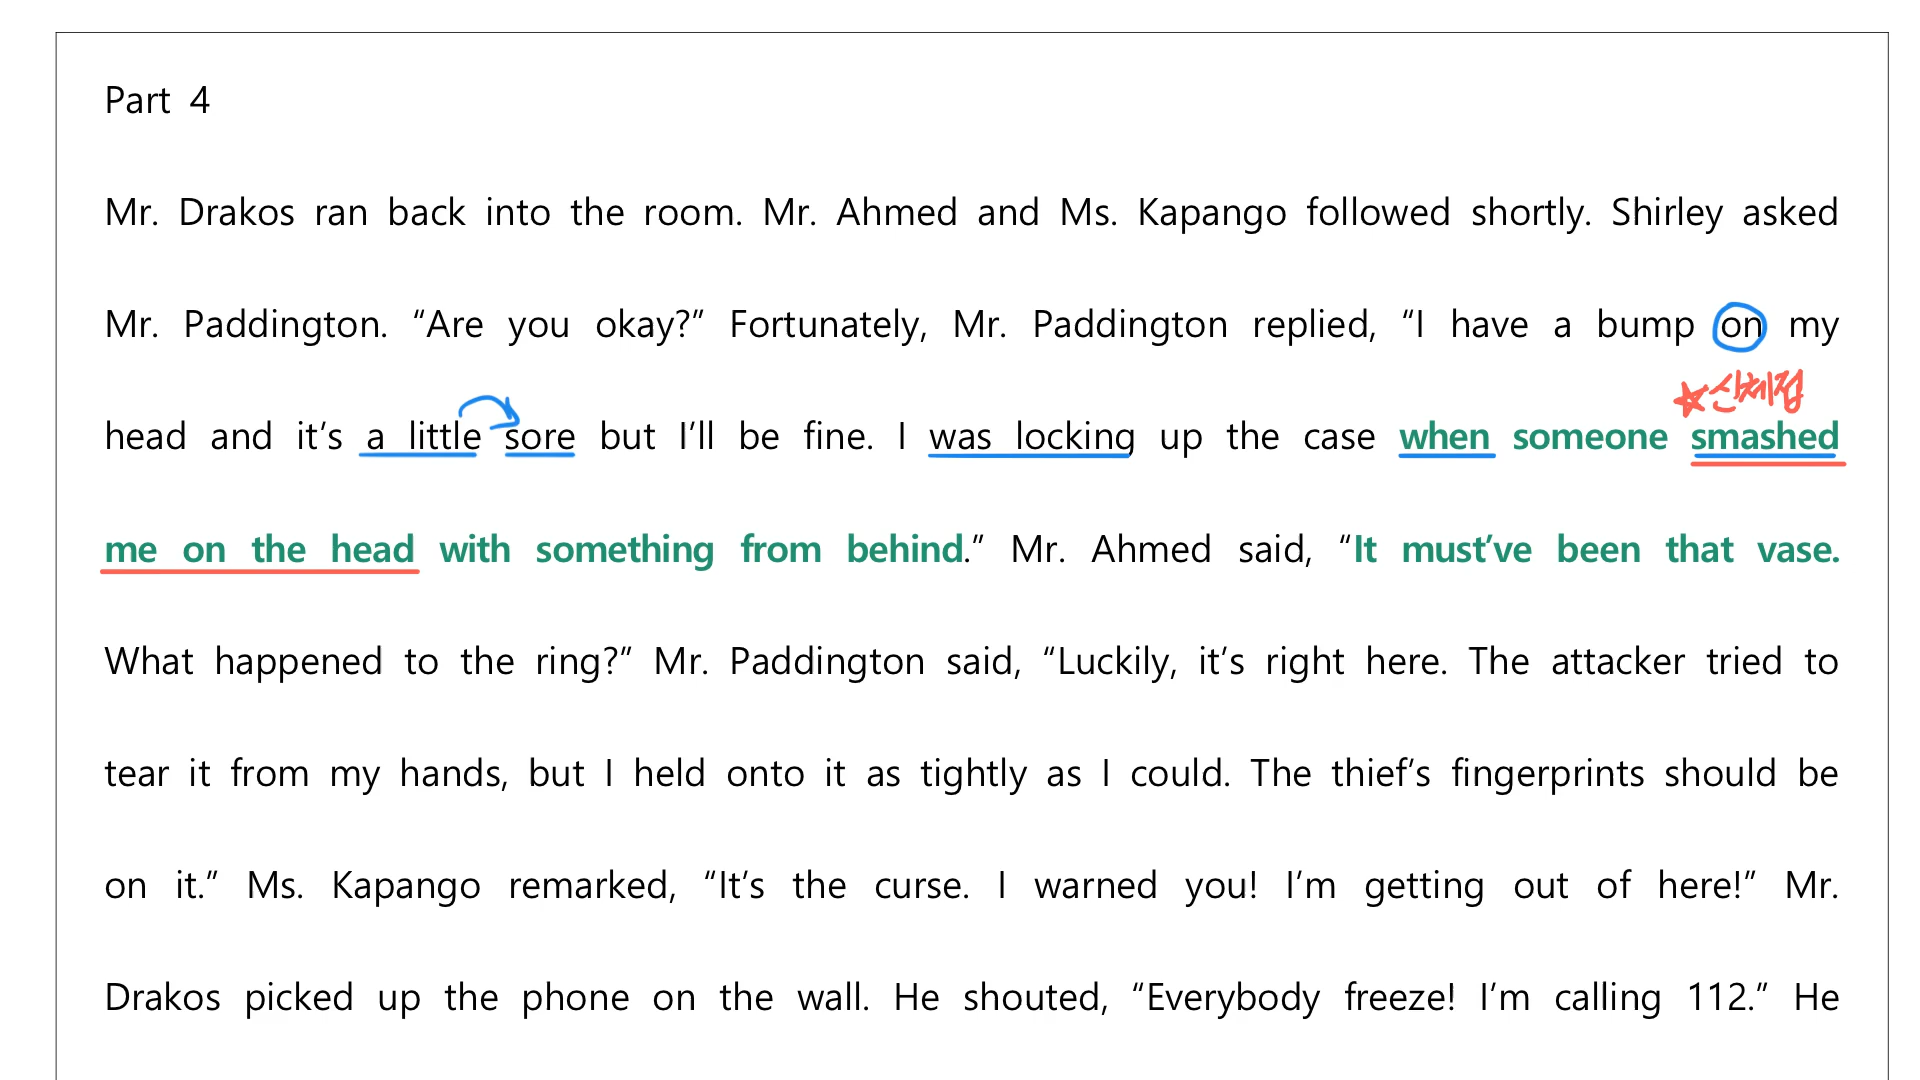 Part 4
Mr. Drakos ran back into the room. Mr. Ahmed and Ms. Kapango followed shortly. Shirley asked
Mr. Paddington. “Are you okay?” Fortunately, Mr. Paddington replied, “I have a bump on my
★신체접
head and it’s a little sore but I’ll be fine. I was locking up the case when someone smashed
me on the head with something from behind.” Mr. Ahmed said, “It must’ve been that vase.
What happened to the ring?” Mr. Paddington said, “Luckily, it’s right here. The attacker tried to
tear it from my hands, but I held onto it as tightly as I could. The thief’s fingerprints should be
on it.” Ms. Kapango remarked, “It’s the curse. I warned you! I’m getting out of here!” Mr.
Drakos picked up the phone on the wall. He shouted, “Everybody freeze! I’m calling 112.” He